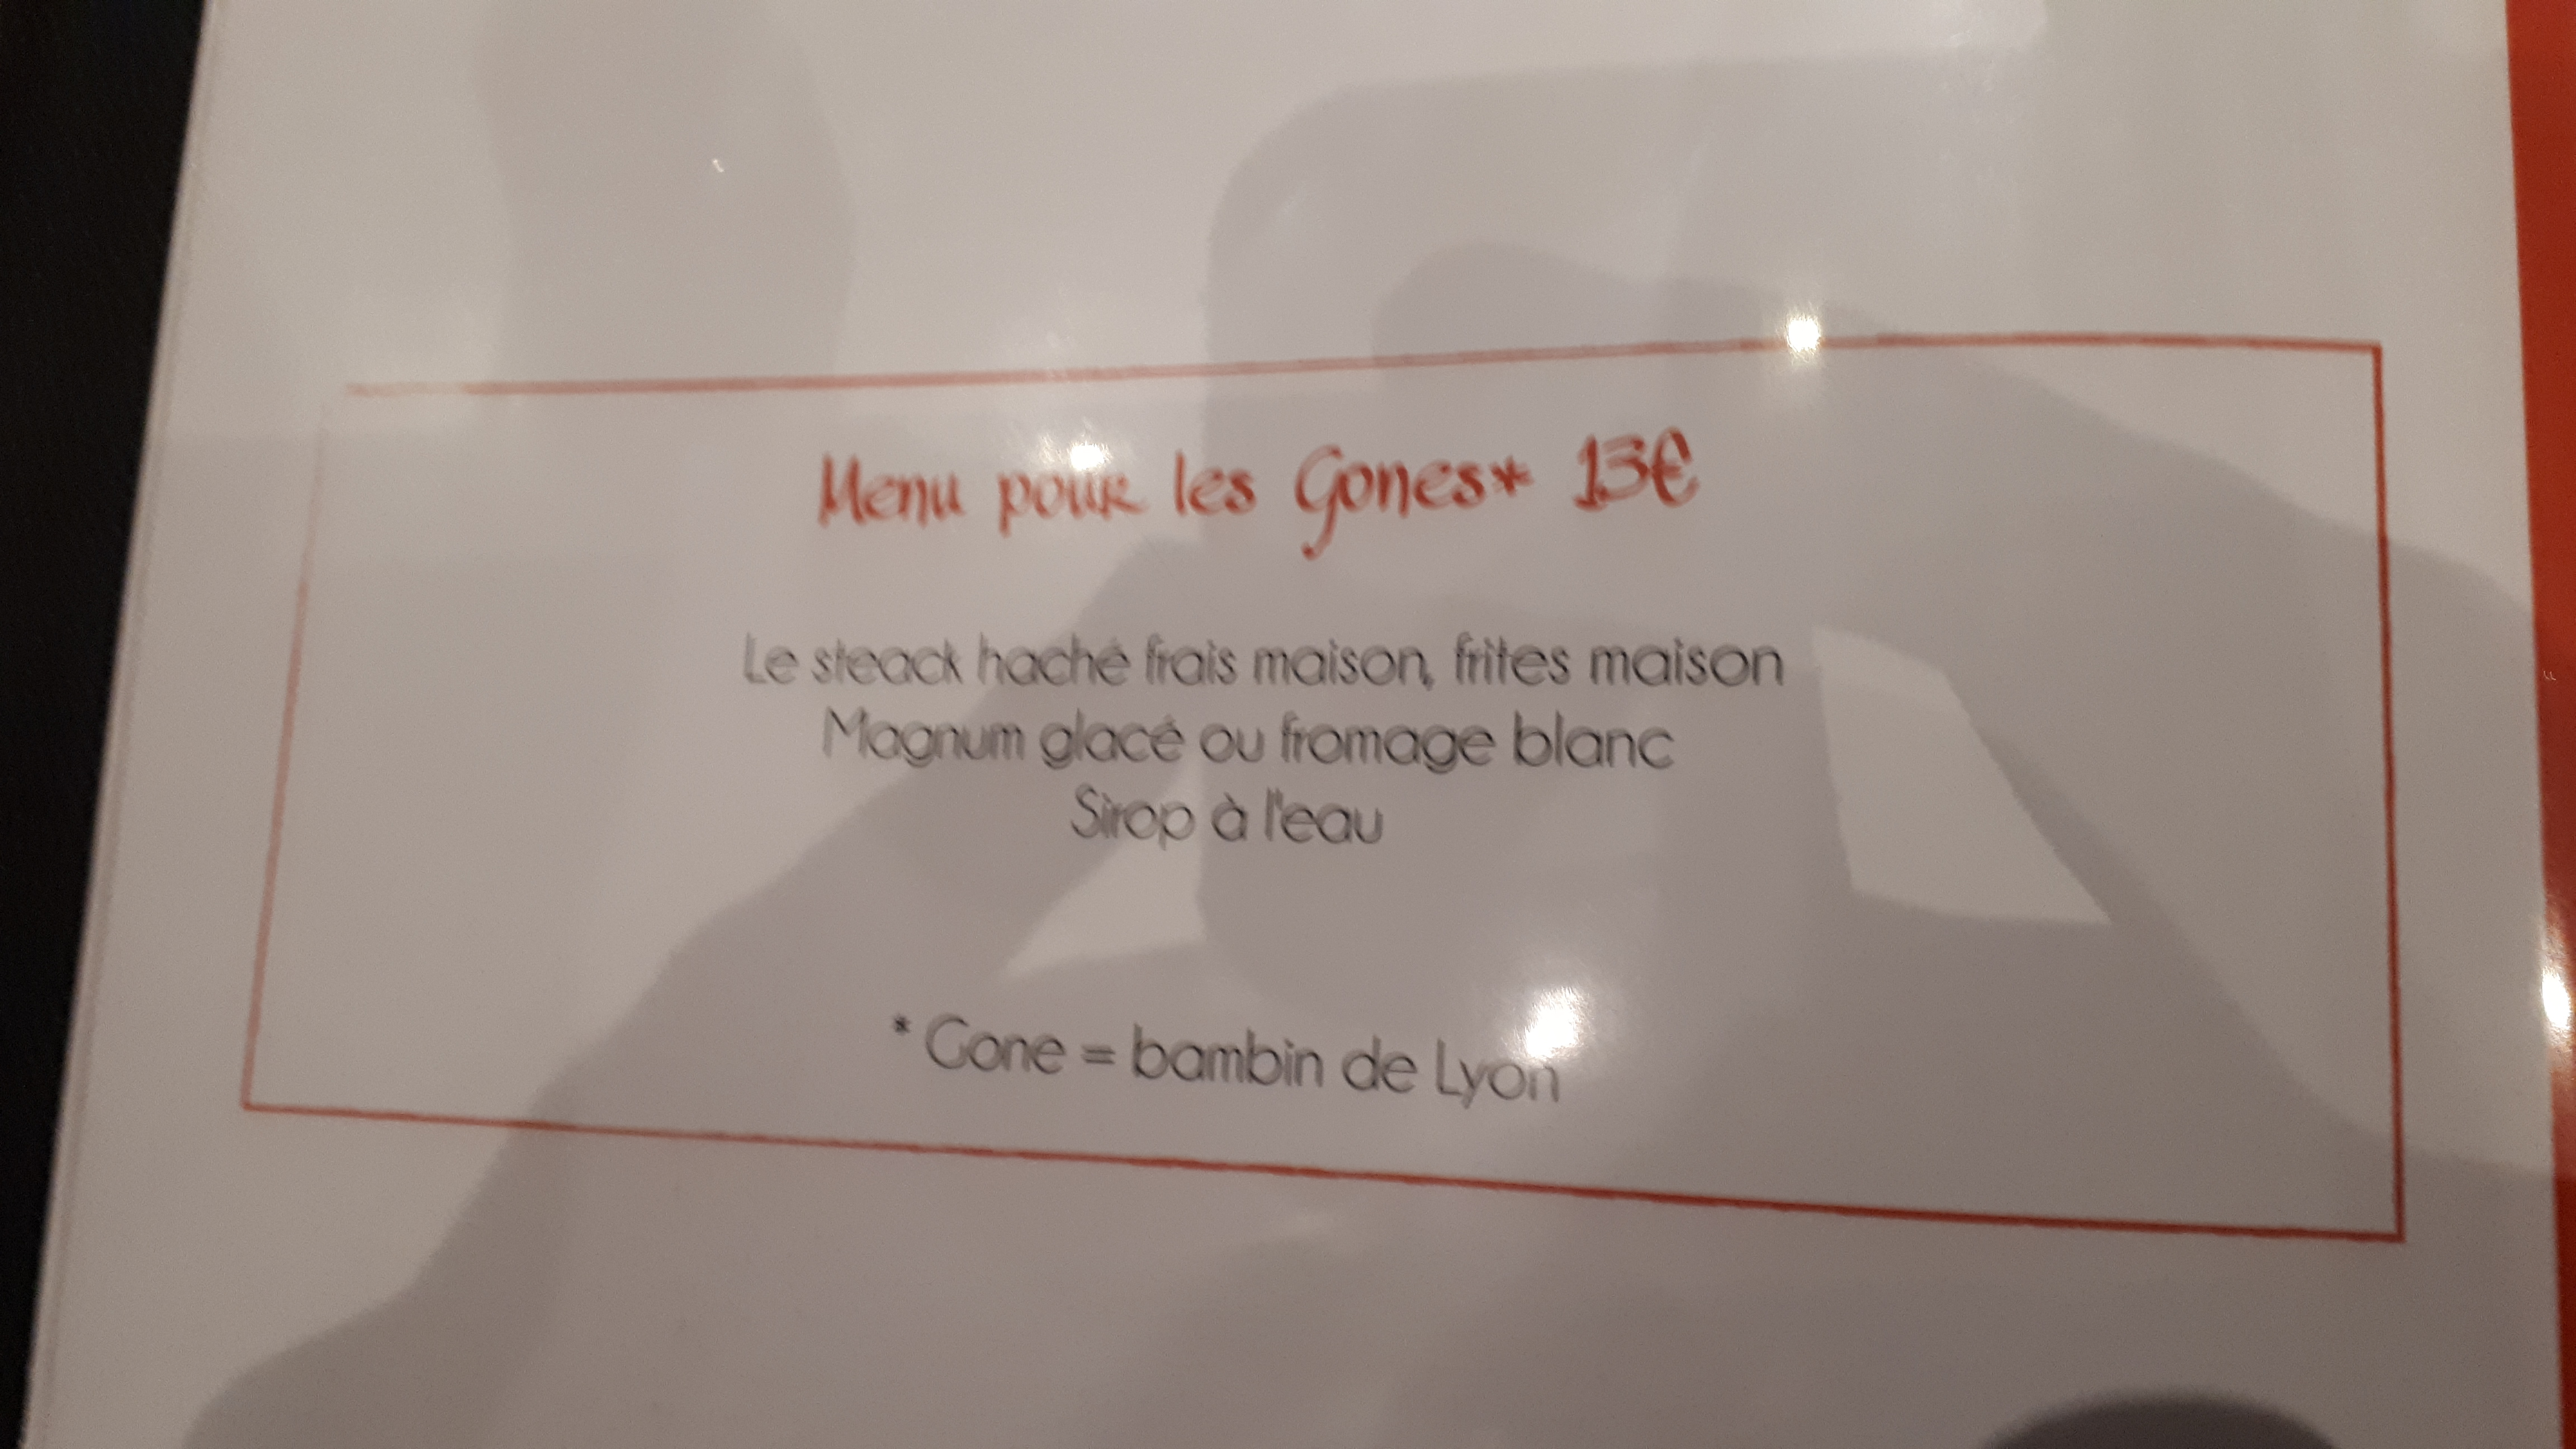 Menu pour les Gones* 13€
Le steack haché frais maison, frites maison
Magnum glacé ou fromage blanc
Sirop à l'eau
* Gone = bambin de Lyon